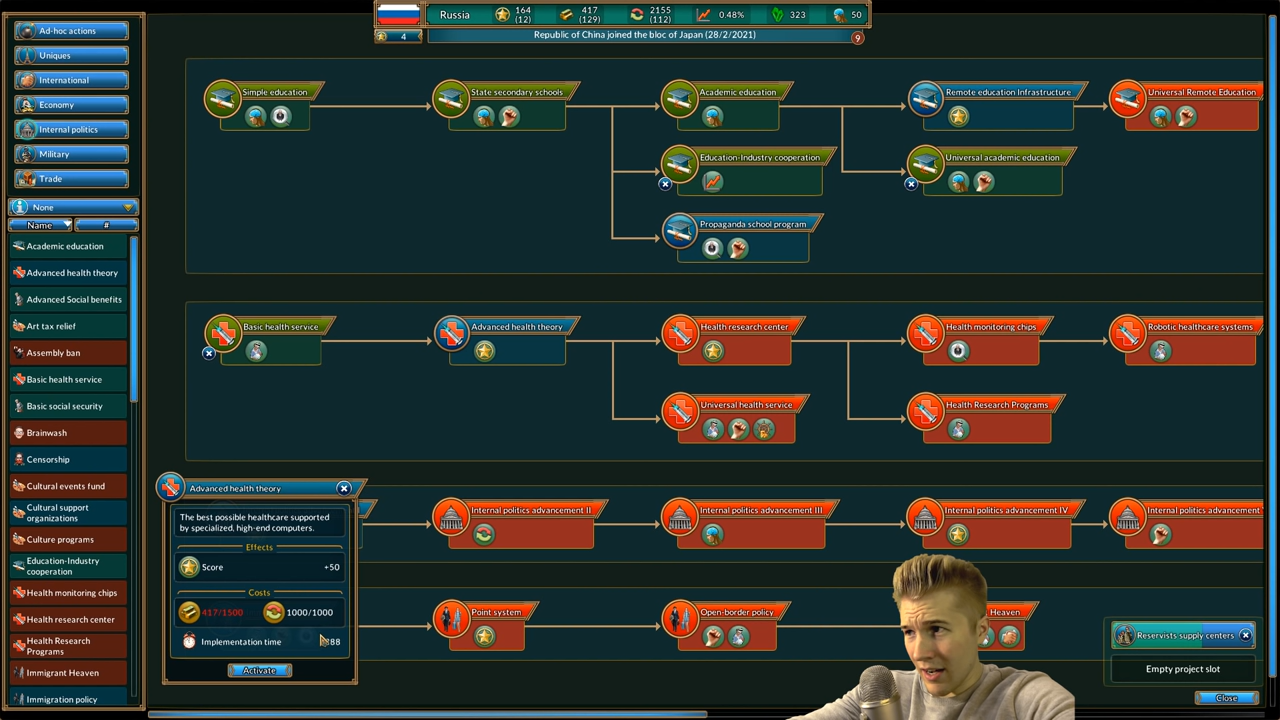 Russia
164
(12)
417
(129)
2155
(112)
0.48%
323
50
4
Republic of China joined the bloc of Japan (28/2/2021)
9
Ad-hoc actions
Uniques
International
Economy
Internal politics
Military
Trade
None
Name
#
Academic education
Advanced health theory
Advanced Social benefits
Art tax relief
Assembly ban
Basic health service
Basic social security
Brainwash
Censorship
Cultural events fund
Cultural support
organizations
Culture programs
Education-Industry
cooperation
Health monitoring chips
Health research center
Health Research
Programs
Immigrant Heaven
Immigration policy
Simple education
State secondary schools
Academic education
Remote education Infrastructure
Universal Remote Education
Education-Industry cooperation
Universal academic education
Propaganda school program
Basic health service
Advanced health theory
Health research center
Health monitoring chips
Robotic healthcare systems
Universal health service
Health Research Programs
Internal politics advancement II
Internal politics advancement III
Internal politics advancement IV
Internal politics advancement
Point system
Open-border policy
Heaven
Advanced health theory
The best possible healthcare supported
by specialized, high-end computers.
Effects
Score +50
Costs
417/1500 1000/1000
Implementation time
Activate
Reservists supply centers
Empty project slot
Close